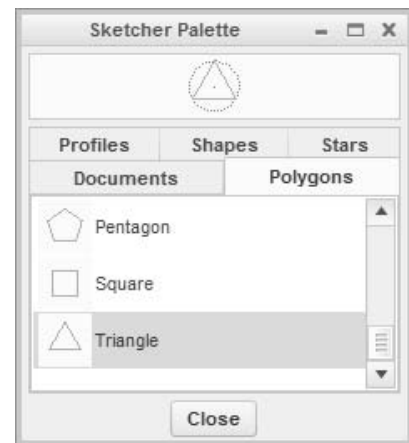 Sketcher Palette
Profiles Shapes Stars
Documents Polygons
Pentagon
Square
Triangle
Close